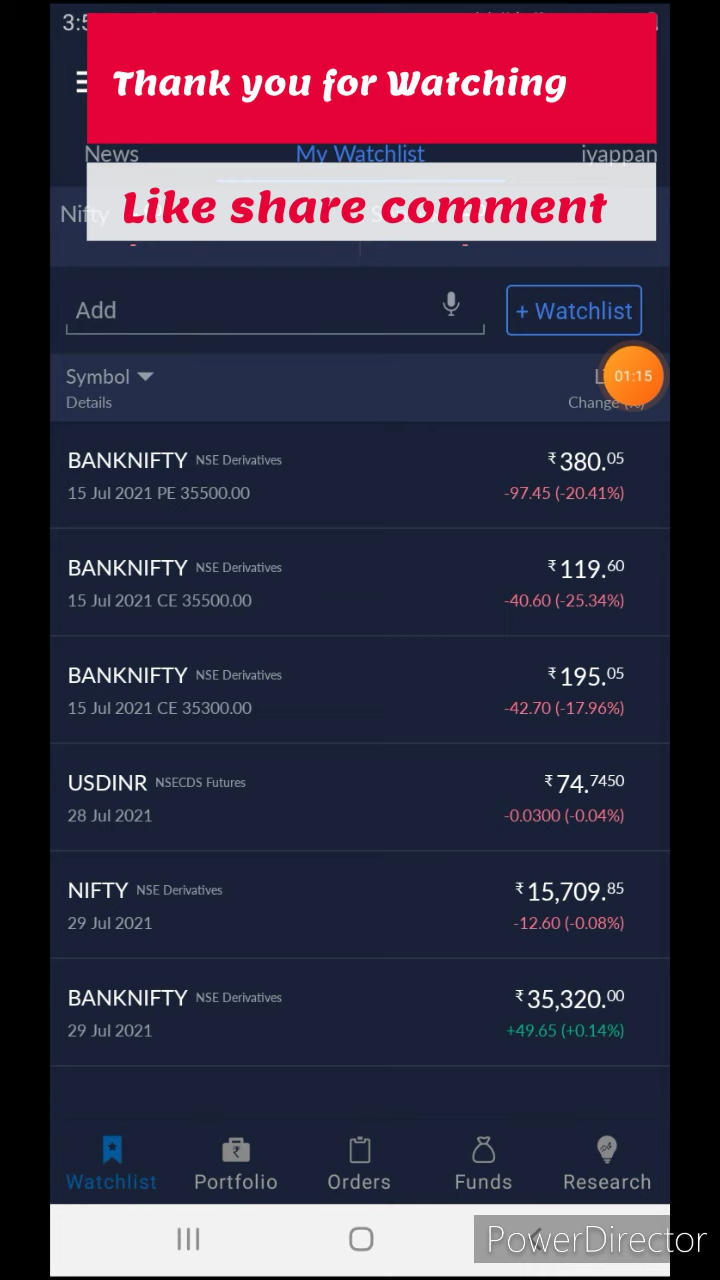 Thank you for Watching
News My Watchlist iyappan
Like share comment
Nifty
Add + Watchlist
Symbol
01:15
Details Change (%)
BANKNIFTY NSE Derivatives ₹380.05
15 Jul 2021 PE 35500.00 -97.45 (-20.41%)
BANKNIFTY NSE Derivatives ₹119.60
15 Jul 2021 CE 35500.00 -40.60 (-25.34%)
BANKNIFTY NSE Derivatives ₹195.05
15 Jul 2021 CE 35300.00 -42.70 (-17.96%)
USDINR NSECDS Futures ₹74.7450
28 Jul 2021 -0.0300 (-0.04%)
NIFTY NSE Derivatives ₹15,709.85
29 Jul 2021 -12.60 (-0.08%)
BANKNIFTY NSE Derivatives ₹35,320.00
29 Jul 2021 +49.65 (+0.14%)
Watchlist Portfolio Orders Funds Research
PowerDirector